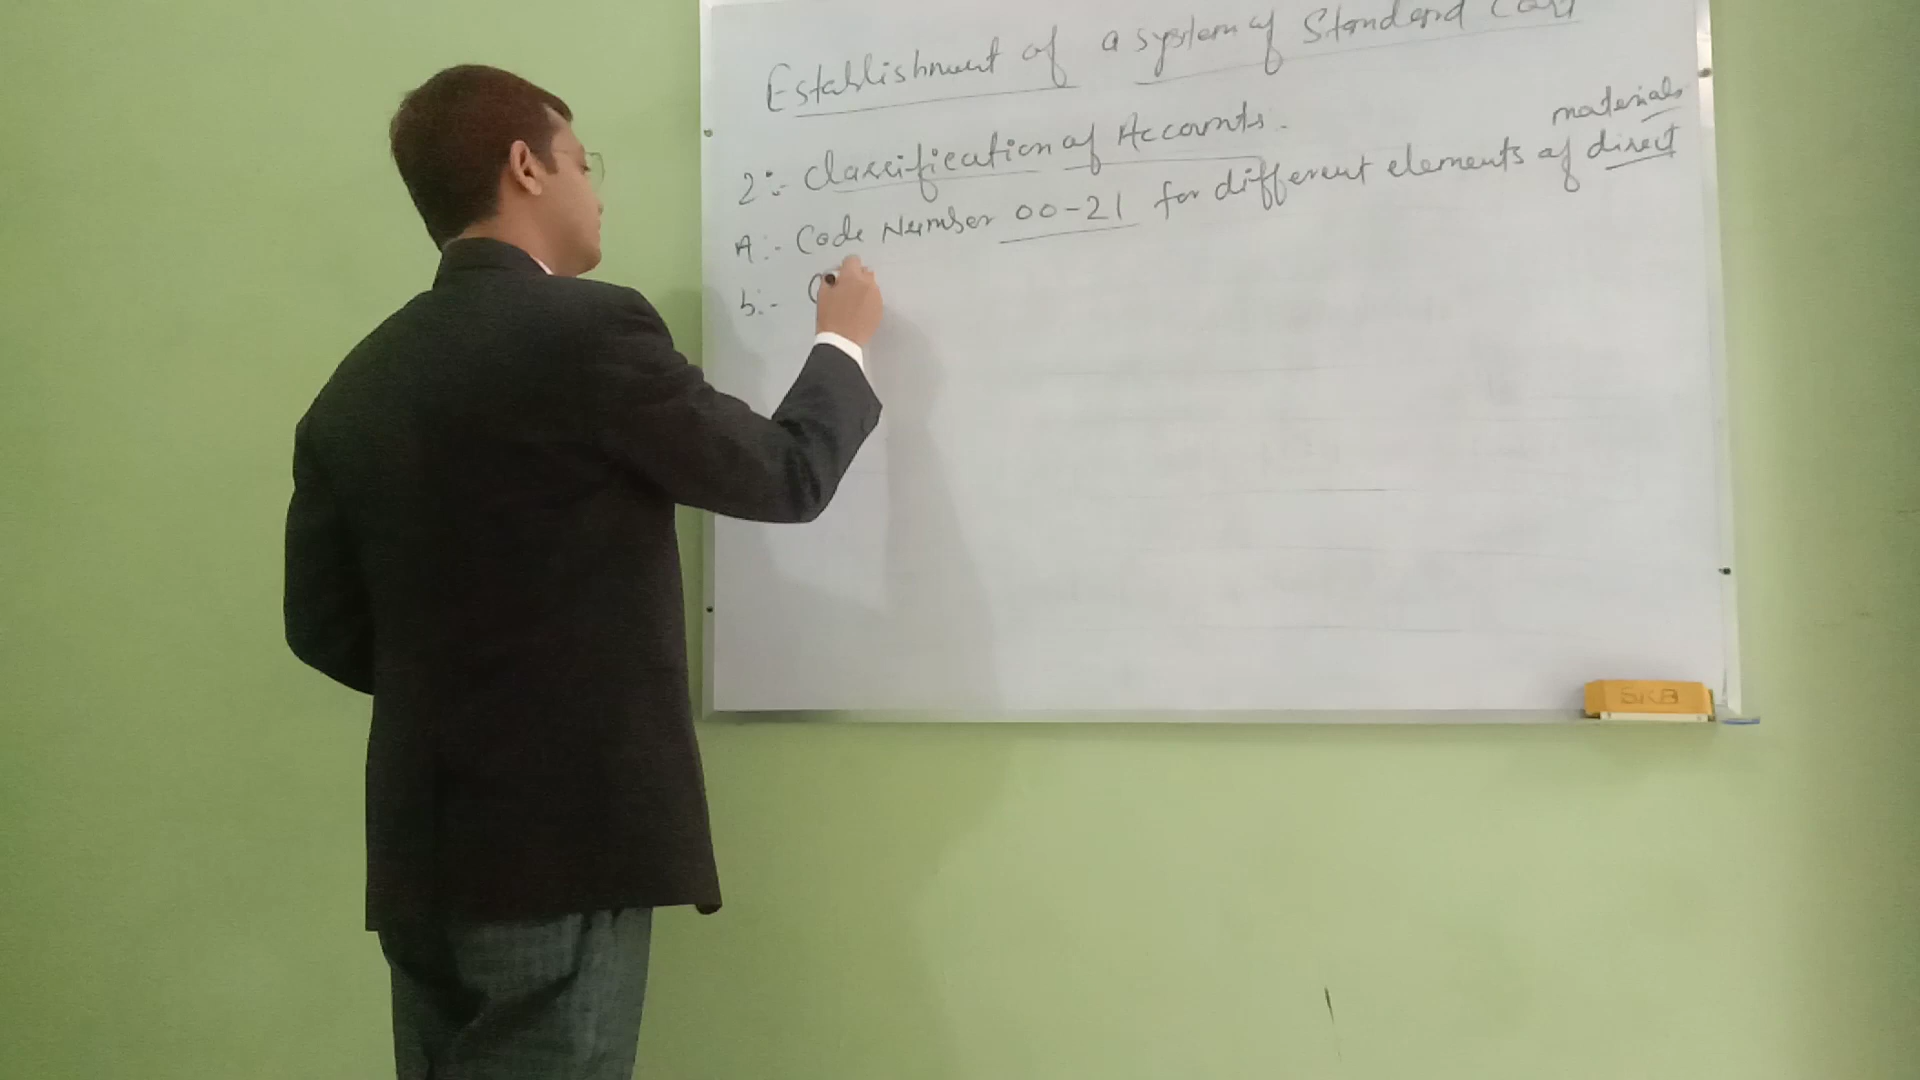 Establishment of a system of Standard Cost
2:- Classification of Accounts.
materials
A:- Code Number 00-21 for different elements of direct
b:- C
SKB